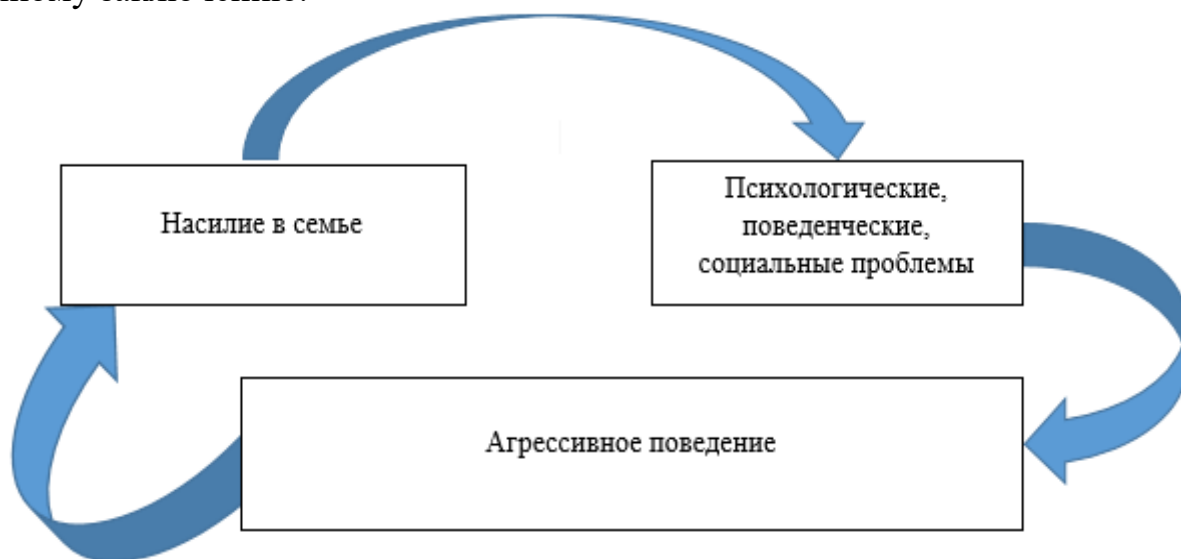 Насилие в семье
Психологические,
поведенческие,
социальные проблемы
Агрессивное поведение